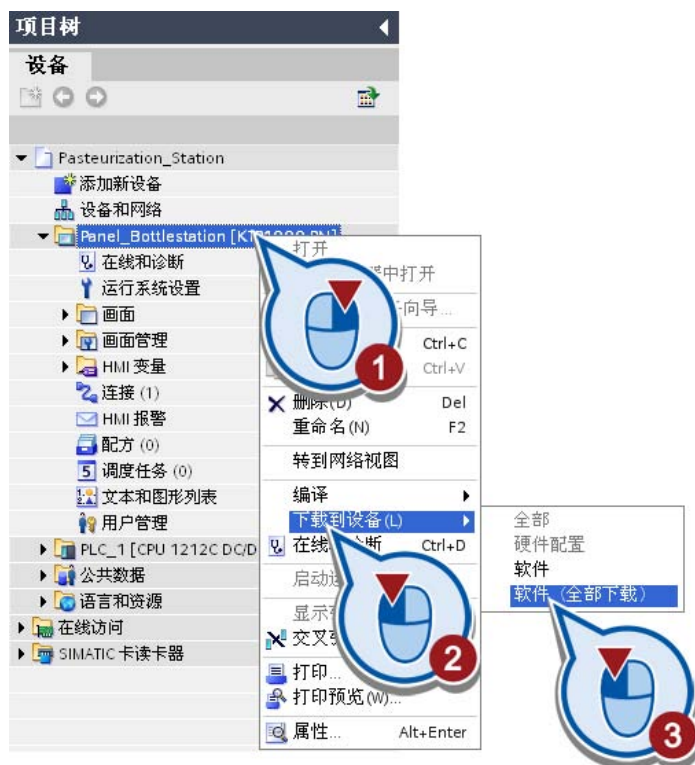 项目树
设备
Pasteurization_Station
添加新设备
设备和网络
Panel_Bottlestation
在线和诊断
运行系统设置
画面
画面管理
HMI 变量
连接 (1)
HMI 报警
配方 (0)
5 调度任务 (0)
文本和图形列表
用户管理
PLC_1 [CPU 1212C DC/D
公共数据
语言和资源
在线访问
SIMATIC 卡读卡器
打开
中打开
向导...
Ctrl+C
Ctrl+V
1
删除(D) Del
重命名(N) F2
转到网络视图
编译
下载到设备(L)
在线 断 Ctrl+D
启动
显示
交叉
2
打印...
打印预览(W)...
属性... Alt+Enter
全部
硬件配置
软件
软件（全部下载）
3